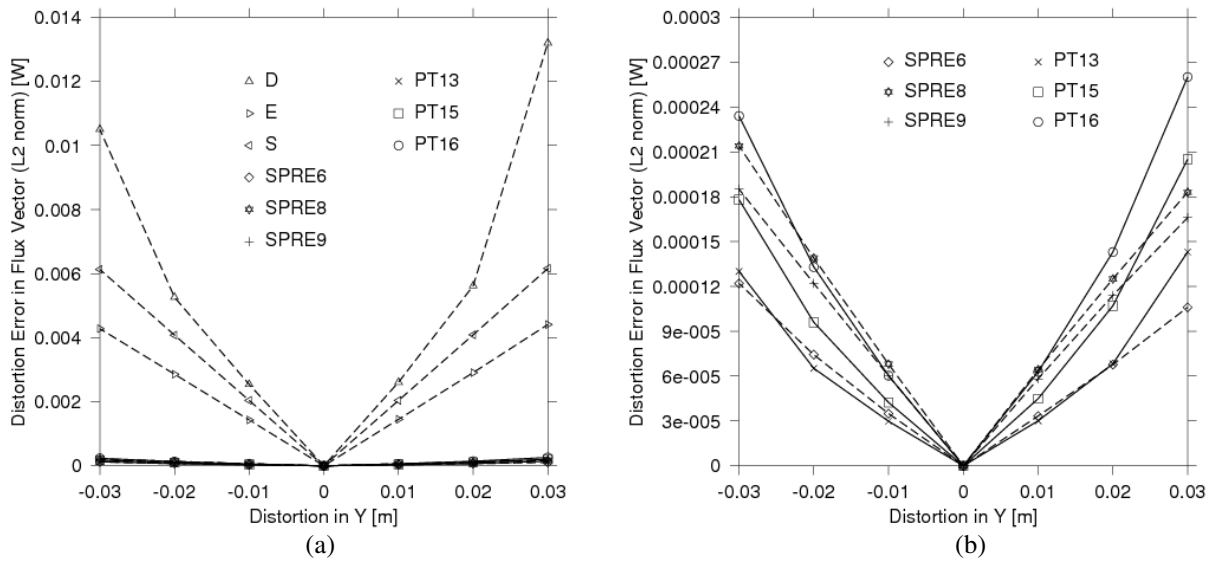 0.014
0.012
0.01
0.008
0.006
0.004
0.002
0
Distortion Error in Flux Vector (L2 norm) [W]
D
E
S
SPRE6
SPRE8
SPRE9
PT13
PT15
PT16
-0.03 -0.02 -0.01 0 0.01 0.02 0.03
Distortion in Y [m]
(a)
0.0003
0.00027
0.00024
0.00021
0.00018
0.00015
0.00012
9e-005
6e-005
3e-005
0
Distortion Error in Flux Vector (L2 norm) [W]
SPRE6
SPRE8
SPRE9
PT13
PT15
PT16
-0.03 -0.02 -0.01 0 0.01 0.02 0.03
Distortion in Y [m]
(b)